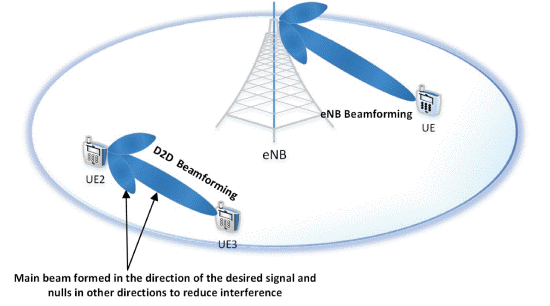 eNB Beamforming
UE
eNB
D2D Beamforming
UE2
UE3
Main beam formed in the direction of the desired signal and
nulls in other directions to reduce interference